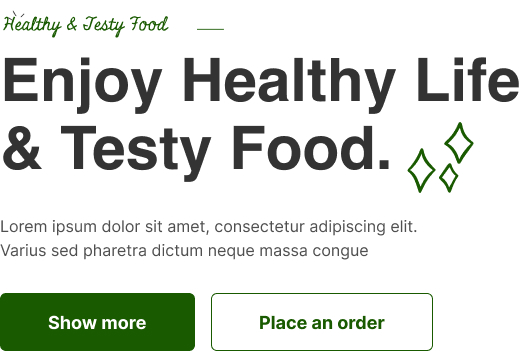 Healthy & Testy Food
Enjoy Healthy Life
& Testy Food.
Lorem ipsum dolor sit amet, consectetur adipiscing elit.
Varius sed pharetra dictum neque massa congue
Show more
Place an order